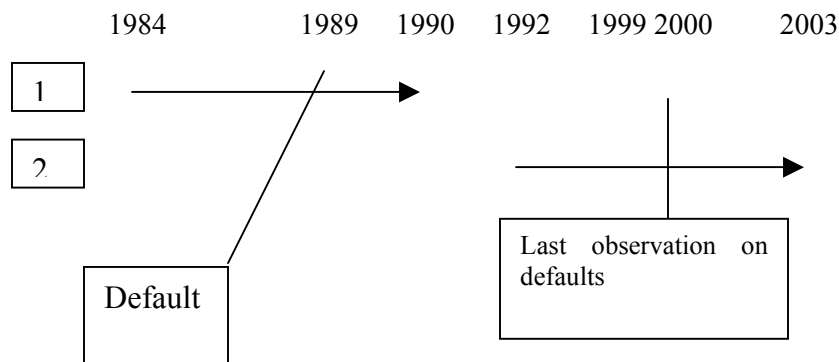 1984 1989 1990 1992 1999 2000 2003
1
2
Last observation on
defaults
Default